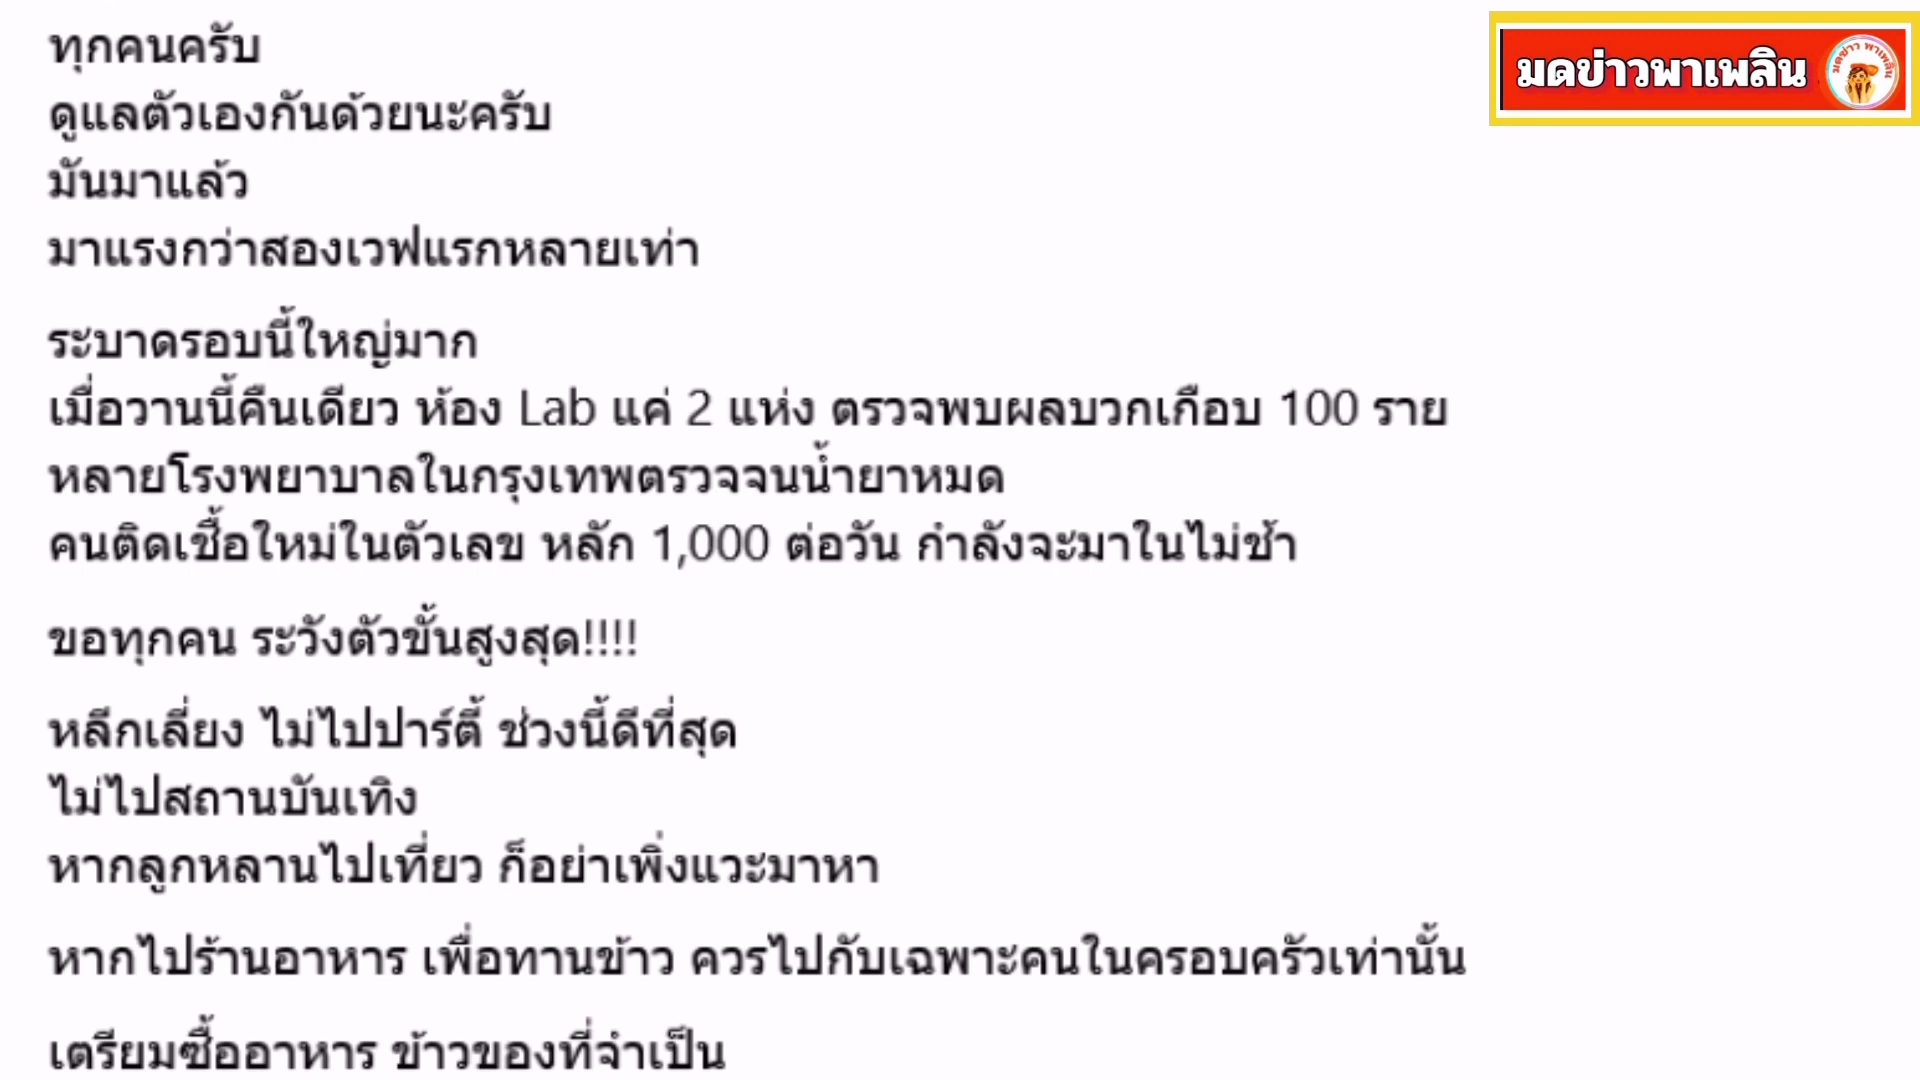 ทุกคนครับ
ดูแลตัวเองกันด้วยนะครับ
มันมาแล้ว
มาแรงกว่าสองเวฟแรกหลายเท่า
ระบาดรอบนี้ใหญ่มาก
เมื่อวานนี้คืนเดียว ห้อง Lab แค่ 2 แห่ง ตรวจพบผลบวกเกือบ 100 ราย
หลายโรงพยาบาลในกรุงเทพตรวจจนน้ำยาหมด
คนติดเชื้อใหม่ในตัวเลข หลัก 1,000 ต่อวัน กำลังจะมาในไม่ช้า
ขอทุกคน ระวังตัวขั้นสูงสุด!!!!
หลีกเลี่ยง ไม่ไปปาร์ตี้ ช่วงนี้ดีที่สุด
ไม่ไปสถานบันเทิง
หากลูกหลานไปเที่ยว ก็อย่าเพิ่งแวะมาหา
หากไปร้านอาหาร เพื่อทานข้าว ควรไปกับเฉพาะคนในครอบครัวเท่านั้น
เตรียมซื้ออาหาร ข้าวของที่จำเป็น
มดข่าวพาเพลิน
มดข่าว พาเพลิน